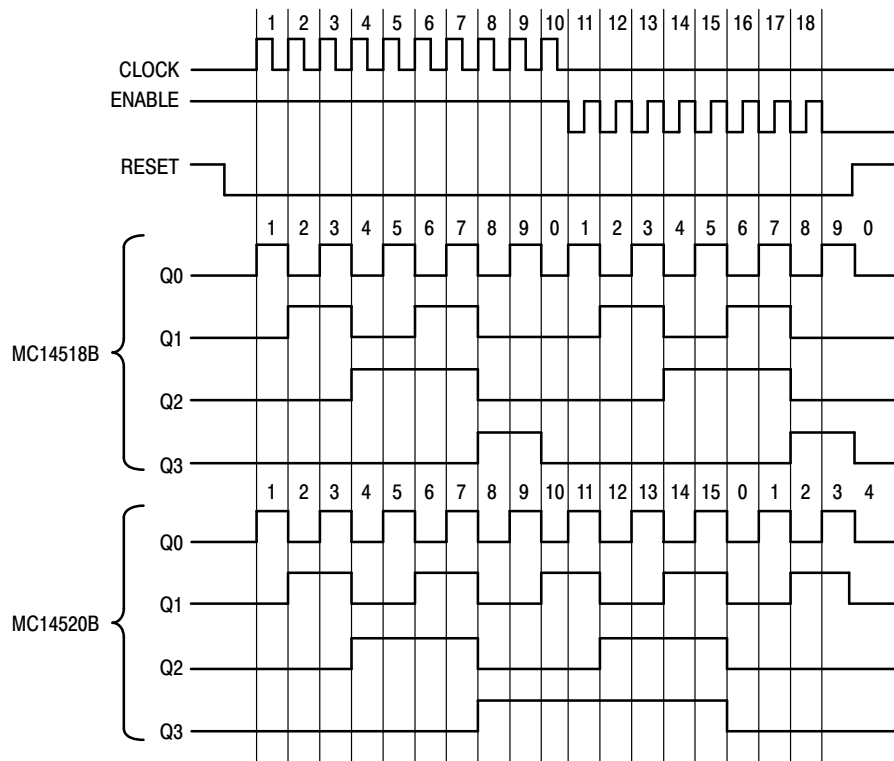 1 2 3 4 5 6 7 8 9 10 11 12 13 14 15 16 17 18
CLOCK
ENABLE
RESET
1 2 3 4 5 6 7 8 9 0 1 2 3 4 5 6 7 8 9 0
Q0
Q1
MC14518B
Q2
Q3
1 2 3 4 5 6 7 8 9 10 11 12 13 14 15 0 1 2 3 4
Q0
Q1
MC14520B
Q2
Q3